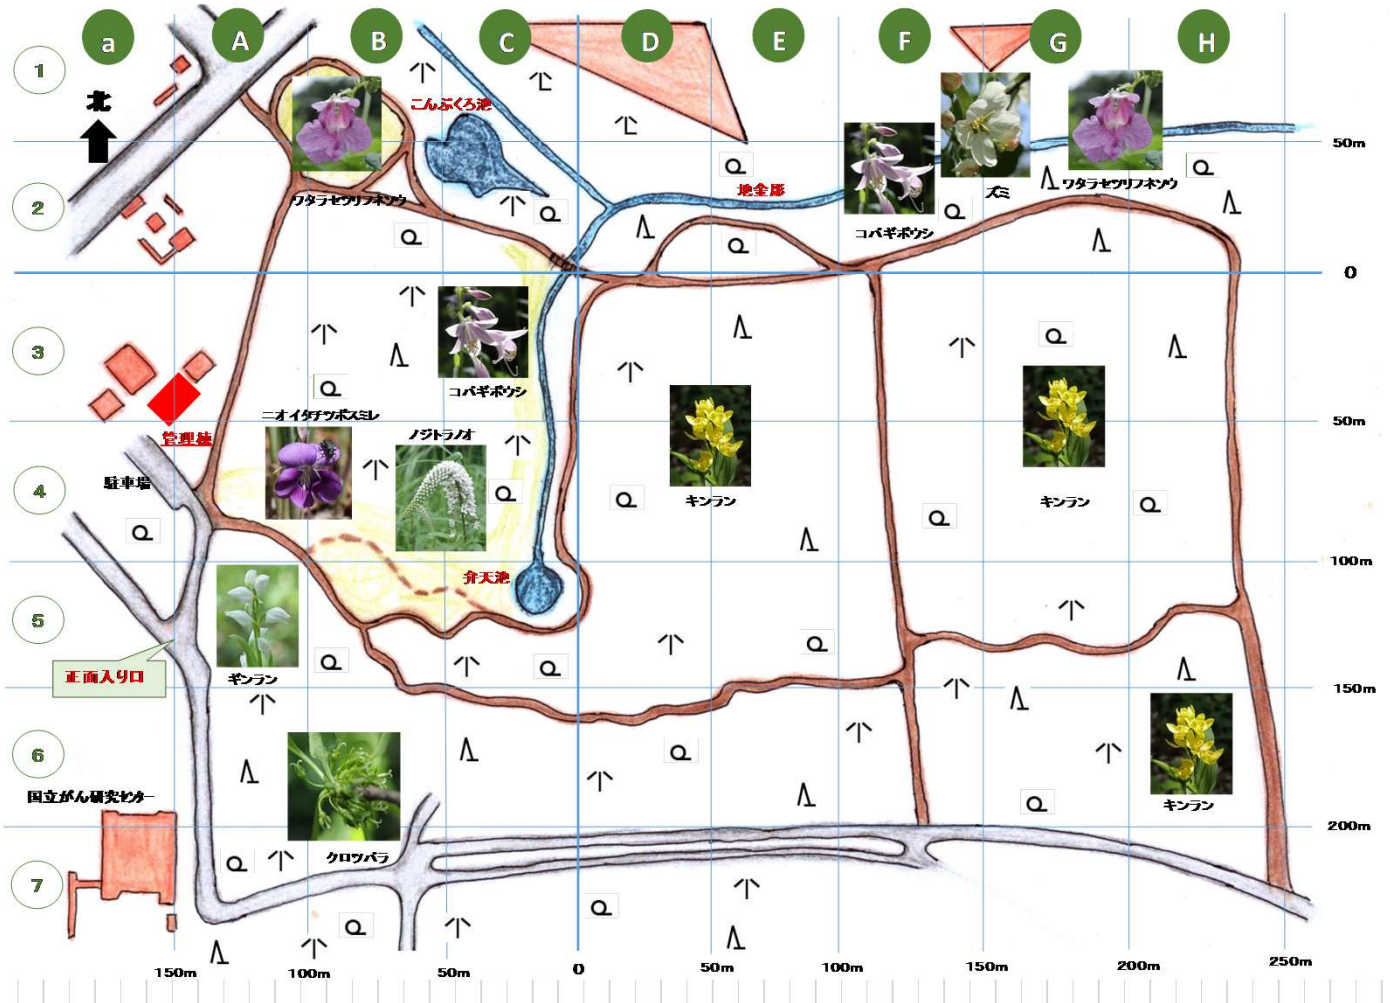 a A B C D E F G H
1
北
こんぶくろ池
50m
地金堀
ズミ
ワタラセツリフネソウ
ワタラセツリフネソウ
2
コバギボウシ
0
3
コバギボウシ
ニオイタチツボスミレ
50m
管理棟
ノジトラノオ
駐車場
4
キンラン
キンラン
100m
弁天池
5
正面入り口
ギンラン
150m
6
国立がん研究センター
キンラン
200m
クロツバラ
7
150m 100m 50m 0 50m 100m 150m 200m 250m